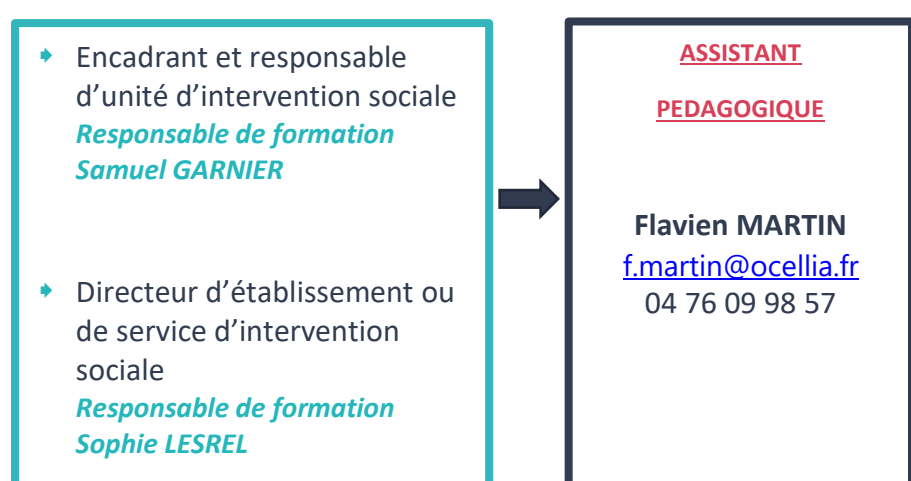 Encadrant et responsable
d’unité d’intervention sociale
Responsable de formation
Samuel GARNIER
Directeur d’établissement ou
de service d’intervention
sociale
Responsable de formation
Sophie LESREL
ASSISTANT
PEDAGOGIQUE
Flavien MARTIN
f.martin@ocellia.fr
04 76 09 98 57